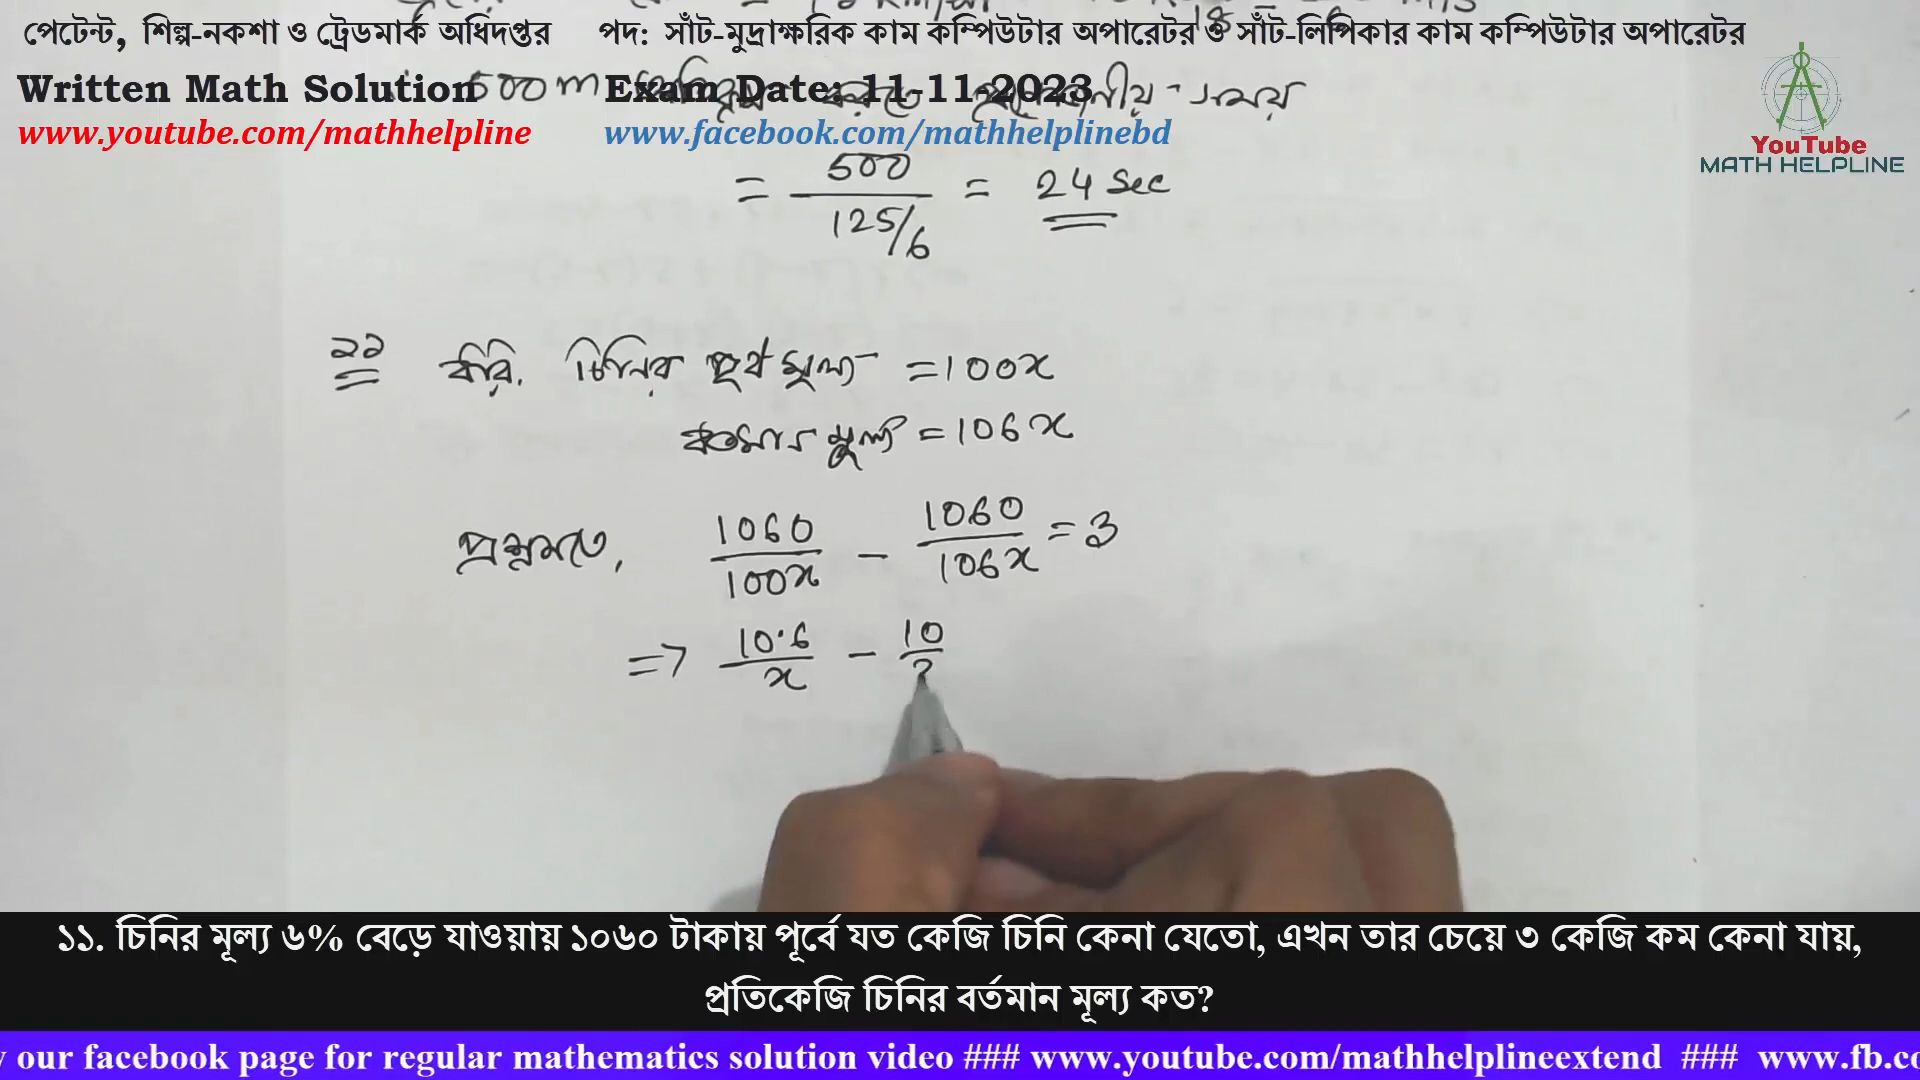 পেটেন্ট, শিল্প-নকশা ও ট্রেডমার্ক অধিদপ্তর পদ: সাঁট-মুদ্রাক্ষরিক কাম কম্পিউটার অপারেটর ও সাঁট-লিপিকার কাম কম্পিউটার অপারেটর
Written Math Solution Exam Date: 11-11-2023
500m সময়
www.youtube.com/mathhelpline www.facebook.com/mathhelplinebd
YouTube
MATH HELPLINE
= 500 / 125/6 = 24 sec
১১ ধরি, চিনির পূর্ব মূল্য = 100x
বর্তমান মূল্য = 106x
প্রশ্নমতে, 1060/100x - 1060/106x = 3
=> 10.6/x - 10/
১১. চিনির মূল্য ৬% বেড়ে যাওয়ায় ১০৬০ টাকায় পূর্বে যত কেজি চিনি কেনা যেতো, এখন তার চেয়ে ৩ কেজি কম কেনা যায়,
প্রতিকেজি চিনির বর্তমান মূল্য কত?
our facebook page for regular mathematics solution video ### www.youtube.com/mathhelplineextend ### www.fb.co